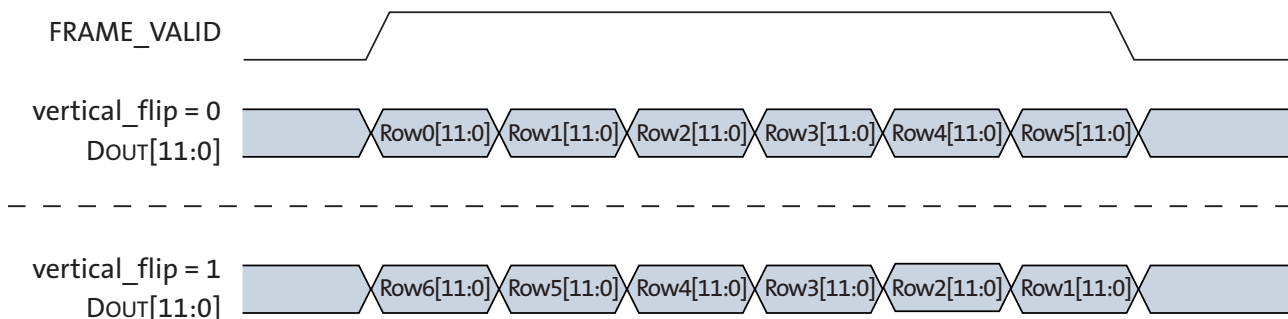 FRAME_VALID
vertical_flip = 0
DOUT[11:0]
Row0[11:0] Row1[11:0] Row2[11:0] Row3[11:0] Row4[11:0] Row5[11:0]
vertical_flip = 1
DOUT[11:0]
Row6[11:0] Row5[11:0] Row4[11:0] Row3[11:0] Row2[11:0] Row1[11:0]